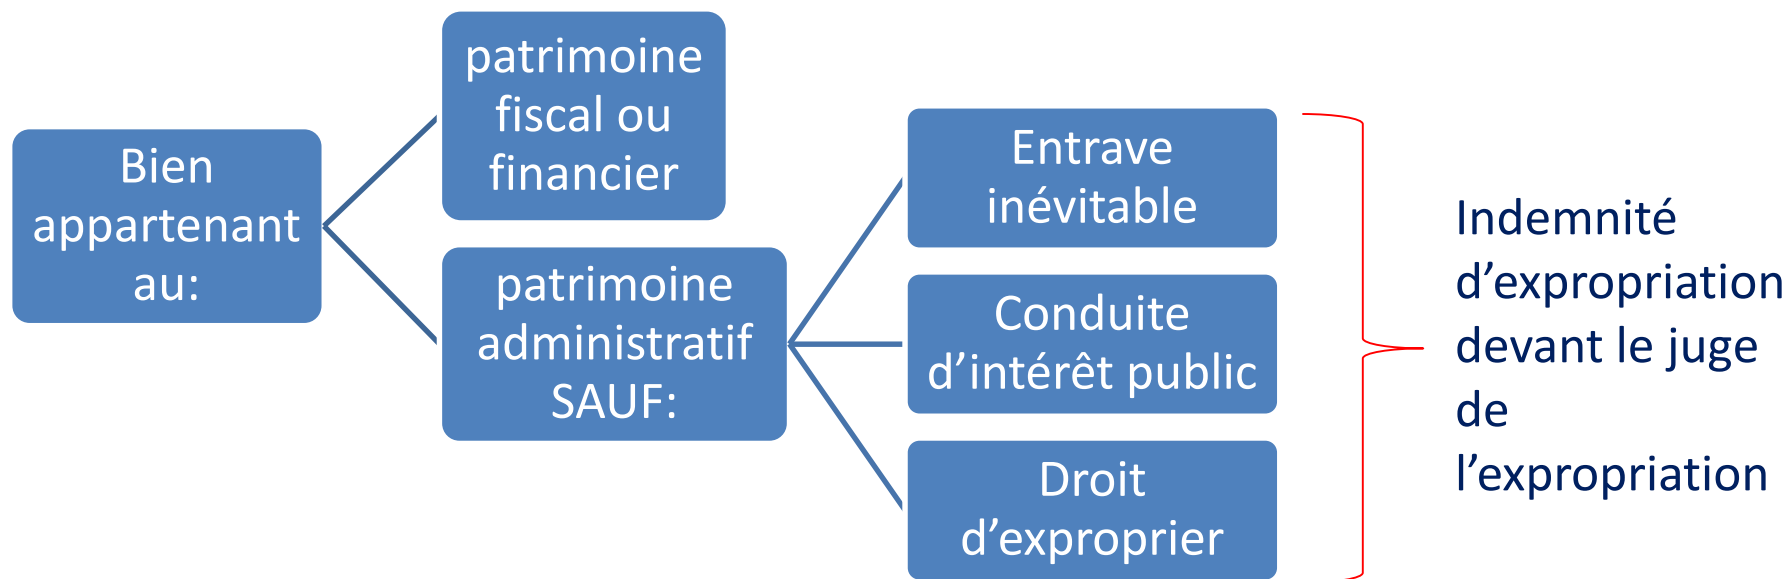 Bien
appartenant
au:
patrimoine
fiscal ou
financier
patrimoine
administratif
SAUF:
Entrave
inévitable
Conduite
d’intérêt public
Droit
d’exproprier
Indemnité
d’expropriation
devant le juge
de
l’expropriation